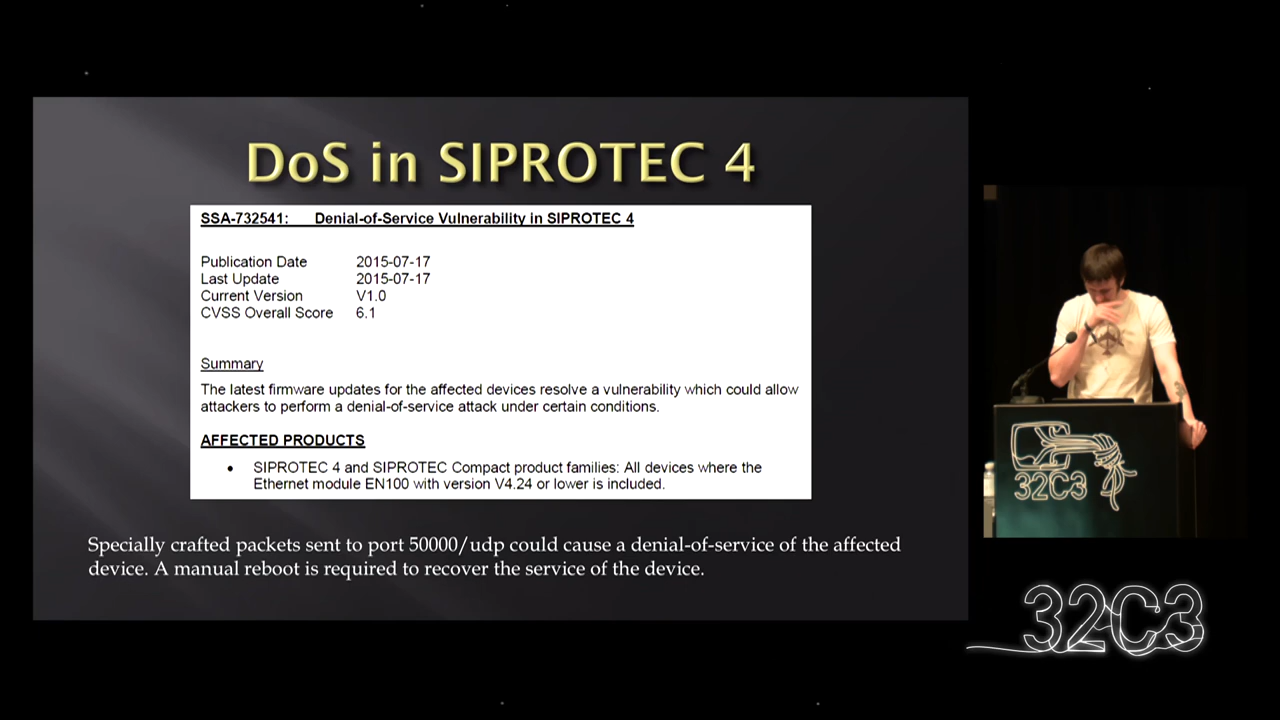 DoS in SIPROTEC 4
SSA-732541: Denial-of-Service Vulnerability in SIPROTEC 4
Publication Date 2015-07-17
Last Update 2015-07-17
Current Version V1.0
CVSS Overall Score 6.1
Summary
The latest firmware updates for the affected devices resolve a vulnerability which could allow
attackers to perform a denial-of-service attack under certain conditions.
AFFECTED PRODUCTS
• SIPROTEC 4 and SIPROTEC Compact product families: All devices where the
Ethernet module EN100 with version V4.24 or lower is included.
Specially crafted packets sent to port 50000/udp could cause a denial-of-service of the affected
device. A manual reboot is required to recover the service of the device.
32C3
32C3